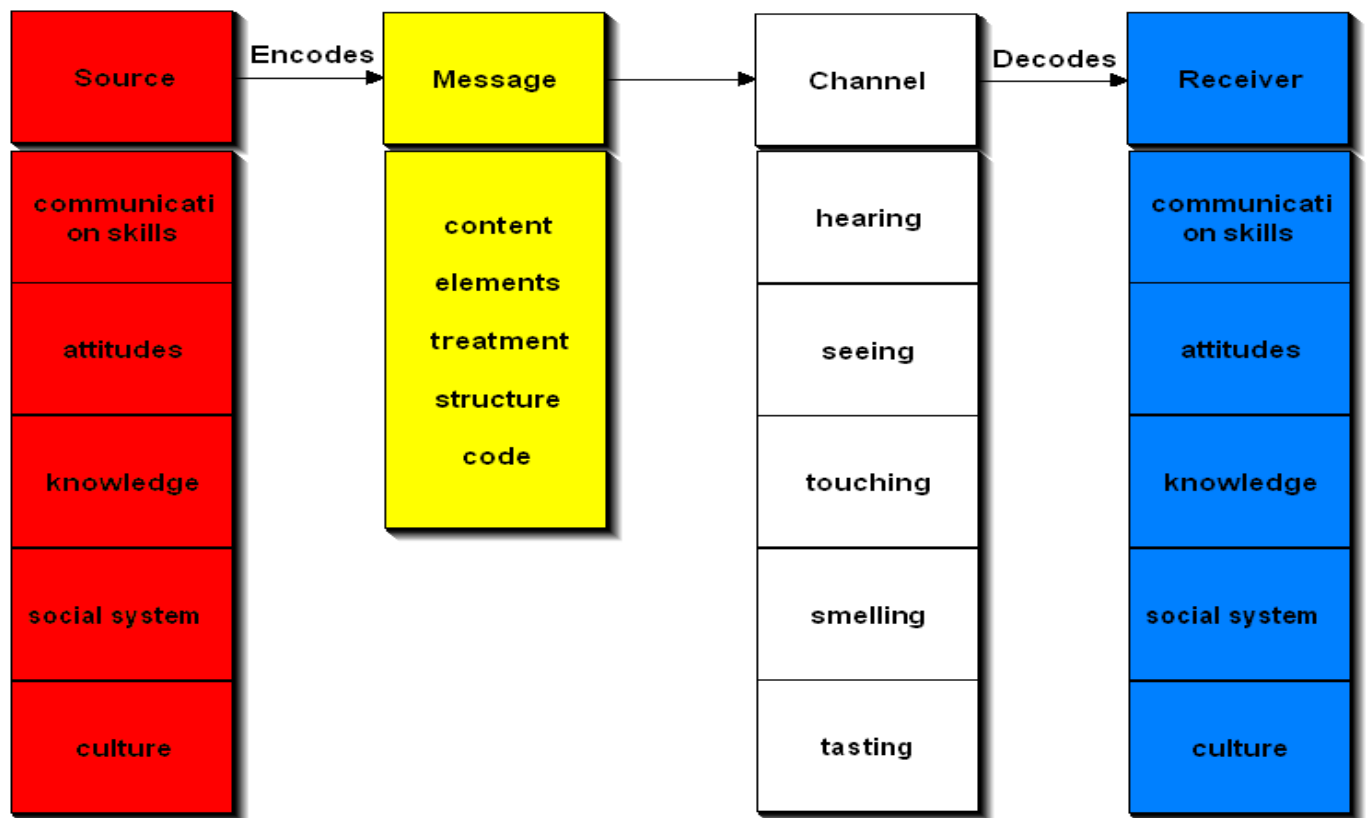 Source
Encodes
Message
Channel
Decodes
Receiver
communicati
on skills
attitudes
knowledge
social system
culture
content
elements
treatment
structure
code
hearing
seeing
touching
smelling
tasting
communicati
on skills
attitudes
knowledge
social system
culture